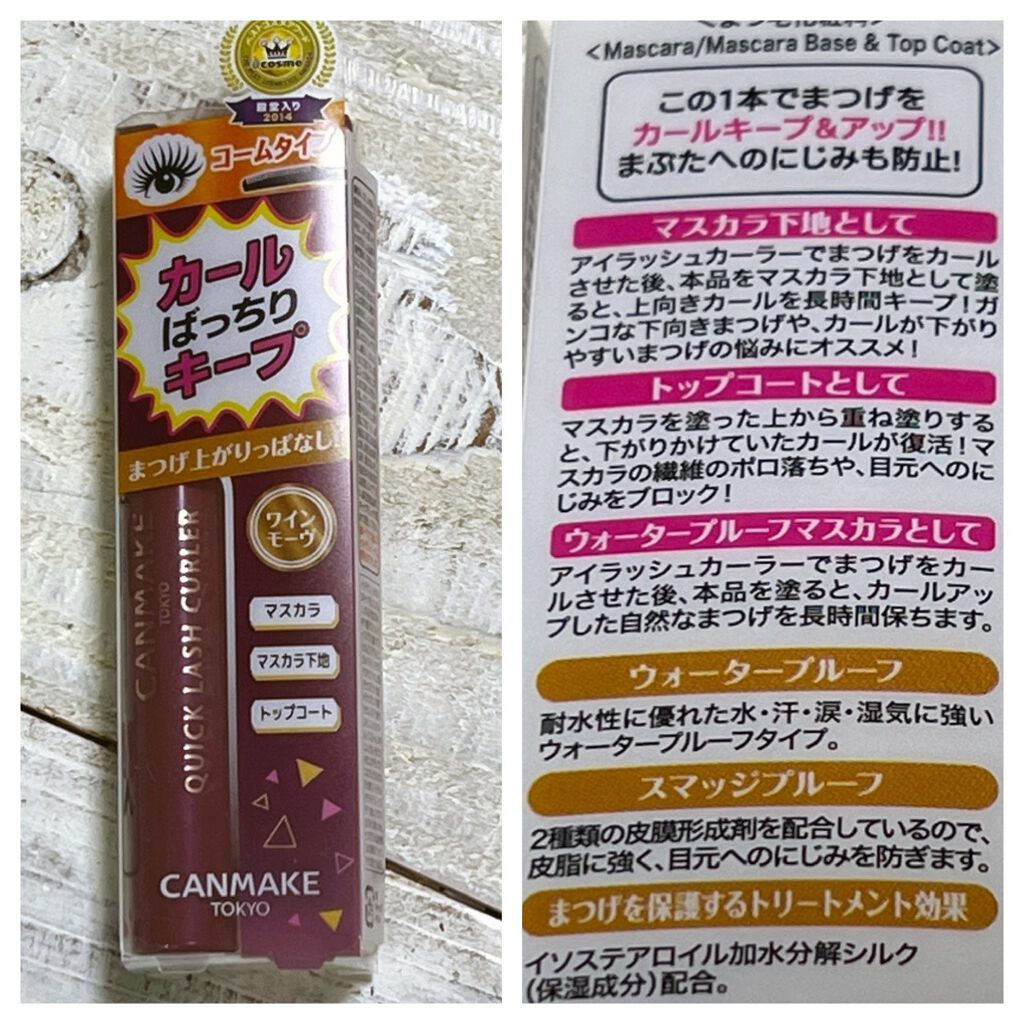 @cosme
殿堂入り
2014
コームタイプ
カール
ばっちり
キープ
まつげ上がりっぱなし!
ワイン
モーヴ
CANMAKE
TOKYO
QUICK LASH CURLER
マスカラ
マスカラ下地
トップコート
CANMAKE
TOKYO
<まつ毛化粧料>
<Mascara/Mascara Base & Top Coat>
この1本でまつげを
カールキープ&アップ!!
まぶたへのにじみも防止!
マスカラ下地として
アイラッシュカーラーでまつげをカール
させた後、本品をマスカラ下地として塗
ると、上向きカールを長時間キープ!ガ
ンコな下向きまつげや、カールが下がり
やすいまつげの悩みにオススメ!
トップコートとして
マスカラを塗った上から重ね塗りする
と、下がりかけていたカールが復活!マ
スカラの繊維のポロ落ちや、目元へのに
じみをブロック!
ウォータープルーフマスカラとして
アイラッシュカーラーでまつげをカー
ルさせた後、本品を塗ると、カールアッ
プした自然なまつげを長時間保ちます。
ウォータープルーフ
耐水性に優れた水・汗・涙・湿気に強い
ウォータープルーフタイプ。
スマッジプルーフ
2種類の皮膜形成剤を配合しているので、
皮脂に強く、目元へのにじみを防ぎます。
まつげを保護するトリートメント効果
イソステアロイル加水分解シルク
(保湿成分)配合。